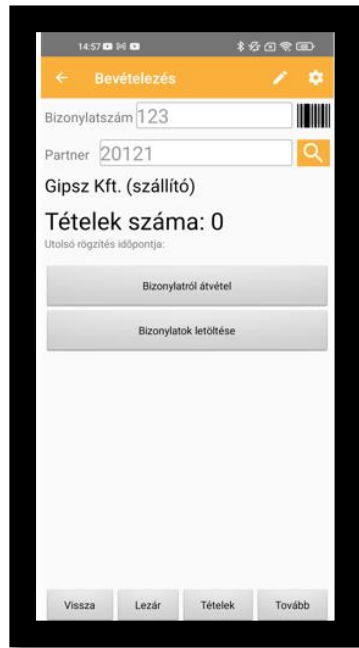 14:57
Bevételezés
Bizonylatszám 123
Partner 20121
Gipsz Kft. (szállító)
Tételek száma: 0
Utolsó rögzítés időpontja:
Bizonylatról átvétel
Bizonylatok letöltése
Vissza Lezár Tételek Tovább